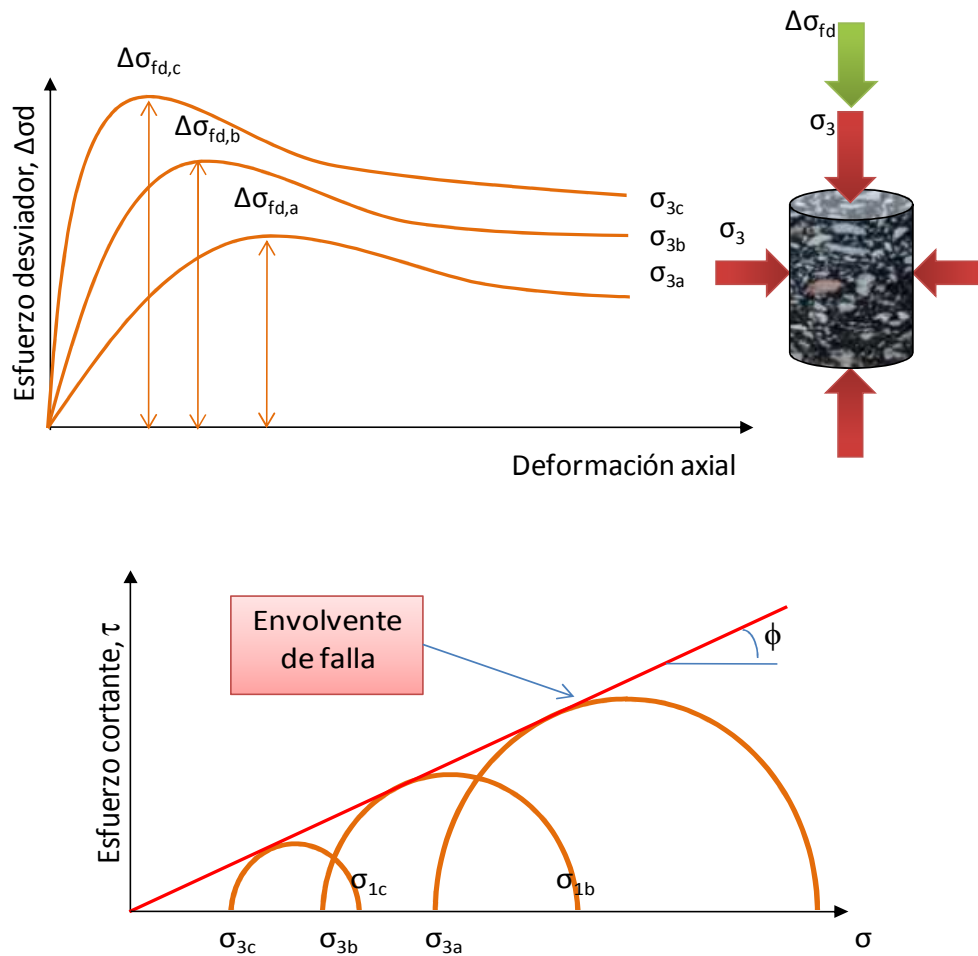 Δσfd
Δσfd,c
Esfuerzo desviador, Δσd
Δσfd,b
σ3
Δσfd,a
σ3c
σ3b
σ3
σ3a
Deformación axial
Esfuerzo cortante, τ
Envolvente
de falla
ϕ
σ1c
σ1b
σ3c
σ3b
σ3a
σ